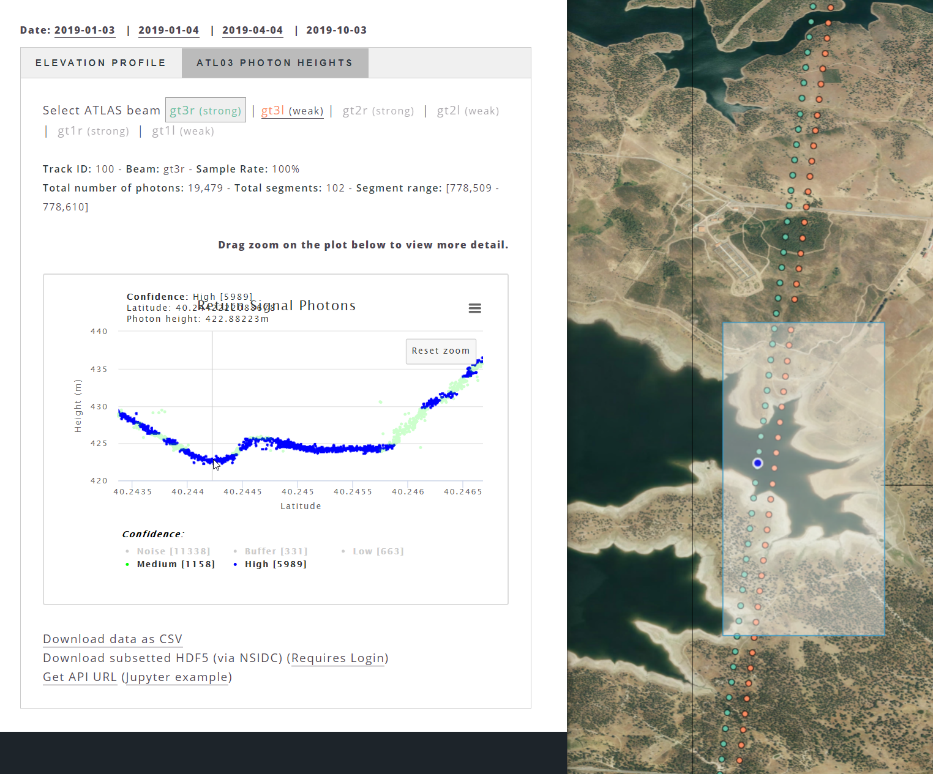 Date: 2019-01-03 | 2019-01-04 | 2019-04-04 | 2019-10-03
ELEVATION PROFILE ATL03 PHOTON HEIGHTS
Select ATLAS beam gt3r (strong) | gt3l (weak) | gt2r (strong) | gt2l (weak)
| gt1r (strong) | gt1l (weak)
Track ID: 100 - Beam: gt3r - Sample Rate: 100%
Total number of photons: 19,479 - Total segments: 102 - Segment range: [778,509 -
778,610]
Drag zoom on the plot below to view more detail.
Confidence: High [5989]
Return Signal Photons
Latitude:
Photon height: 422.88223m
Reset zoom
Height (m)
440
435
430
425
420
40.2435 40.244 40.2445 40.245 40.2455 40.246 40.2465
Latitude
Confidence:
Noise [11338] Buffer [331] Low [663]
Medium [1158] High [5989]
Download data as CSV
Download subsetted HDF5 (via NSIDC) (Requires Login)
Get API URL (Jupyter example)